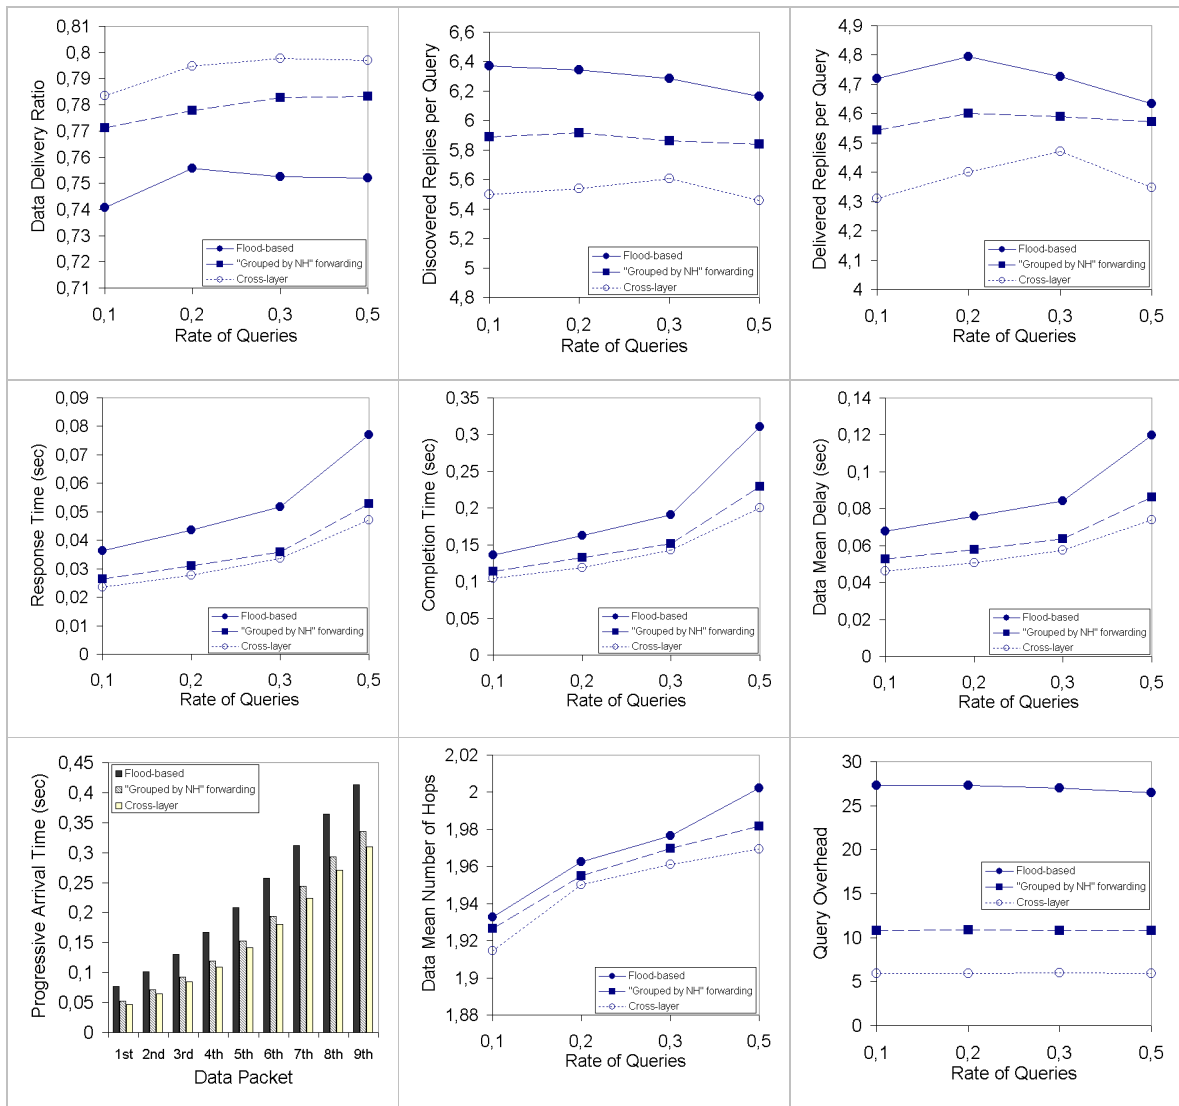 0,81
0,8
0,79
0,78
0,77
0,76
0,75
0,74
0,73
0,72
0,71
Data Delivery Ratio
Flood-based
"Grouped by NH" forwarding
Cross-layer
0,1 0,2 0,3 0,5
Rate of Queries
6,6
6,4
6,2
6
5,8
5,6
5,4
5,2
5
4,8
Discovered Replies per Query
Flood-based
"Grouped by NH" forwarding
Cross-layer
0,1 0,2 0,3 0,5
Rate of Queries
4,9
4,8
4,7
4,6
4,5
4,4
4,3
4,2
4,1
4
Delivered Replies per Query
Flood-based
"Grouped by NH" forwarding
Cross-layer
0,1 0,2 0,3 0,5
Rate of Queries
0,09
0,08
0,07
0,06
0,05
0,04
0,03
0,02
0,01
0
Response Time (sec)
Flood-based
"Grouped by NH" forwarding
Cross-layer
0,1 0,2 0,3 0,5
Rate of Queries
0,35
0,3
0,25
0,2
0,15
0,1
0,05
0
Completion Time (sec)
Flood-based
"Grouped by NH" forwarding
Cross-layer
0,1 0,2 0,3 0,5
Rate of Queries
0,14
0,12
0,1
0,08
0,06
0,04
0,02
0
Data Mean Delay (sec)
Flood-based
"Grouped by NH" forwarding
Cross-layer
0,1 0,2 0,3 0,5
Rate of Queries
0,45
0,4
0,35
0,3
0,25
0,2
0,15
0,1
0,05
0
Progressive Arrival Time (sec)
Flood-based
"Grouped by NH" forwarding
Cross-layer
1st 2nd 3rd 4th 5th 6th 7th 8th 9th
Data Packet
2,02
2
1,98
1,96
1,94
1,92
1,9
1,88
Data Mean Number of Hops
Flood-based
"Grouped by NH" forwarding
Cross-layer
0,1 0,2 0,3 0,5
Rate of Queries
30
25
20
15
10
5
0
Query Overhead
Flood-based
"Grouped by NH" forwarding
Cross-layer
0,1 0,2 0,3 0,5
Rate of Queries